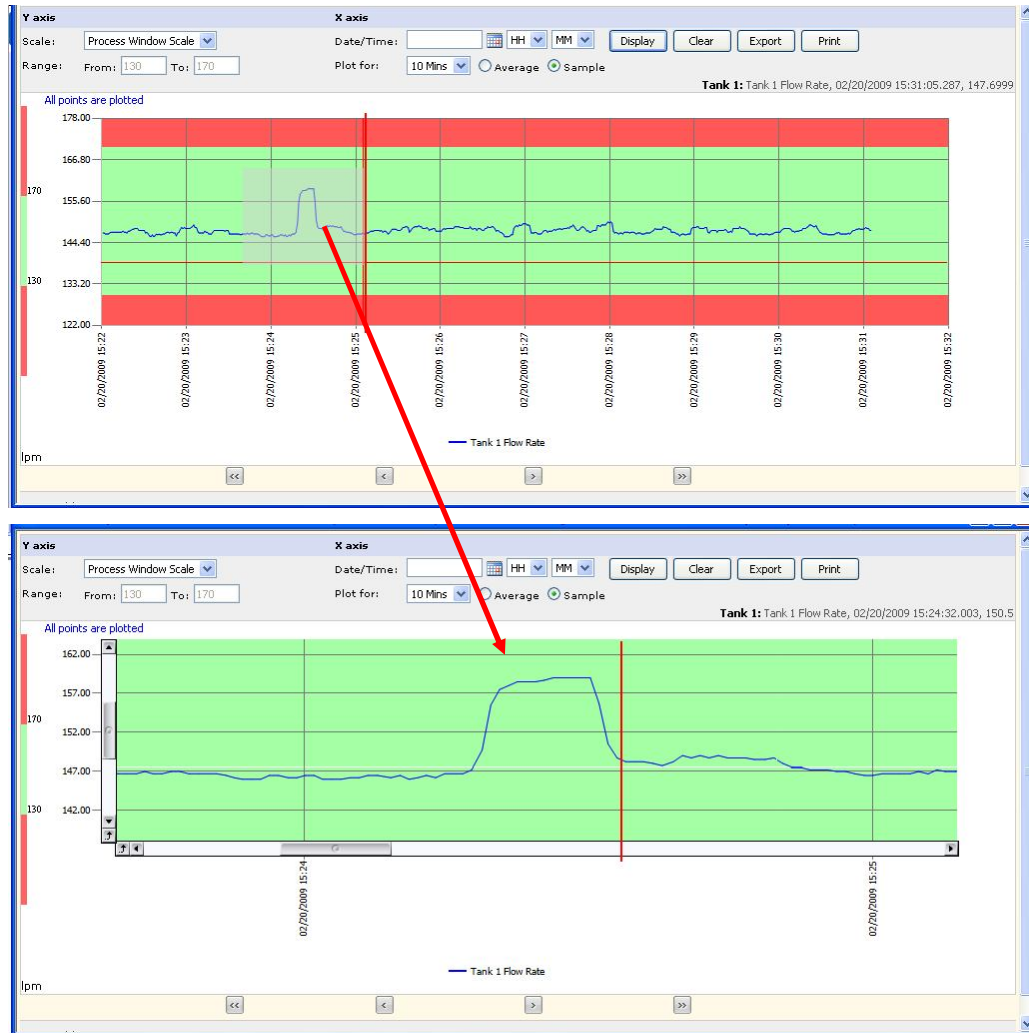 Y axis X axis
Scale: Process Window Scale Date/Time: HH MM Display Clear Export Print
Range: From: 130 To: 170 Plot for: 10 Mins Average Sample
Tank 1: Tank 1 Flow Rate, 02/20/2009 15:31:05.287, 147.6999
All points are plotted
178.00
166.80
170
155.60
144.40
130
133.20
122.00
02/20/2009 15:22 02/20/2009 15:23 02/20/2009 15:24 02/20/2009 15:25 02/20/2009 15:26 02/20/2009 15:27 02/20/2009 15:28 02/20/2009 15:29 02/20/2009 15:30 02/20/2009 15:31 02/20/2009 15:32
Tank 1 Flow Rate
lpm
<< < > >>
Y axis X axis
Scale: Process Window Scale Date/Time: HH MM Display Clear Export Print
Range: From: 130 To: 170 Plot for: 10 Mins Average Sample
Tank 1: Tank 1 Flow Rate, 02/20/2009 15:24:32.003, 150.5
All points are plotted
162.00
157.00
170
152.00
147.00
130
142.00
02/20/2009 15:24 02/20/2009 15:25
Tank 1 Flow Rate
lpm
<< < > >>